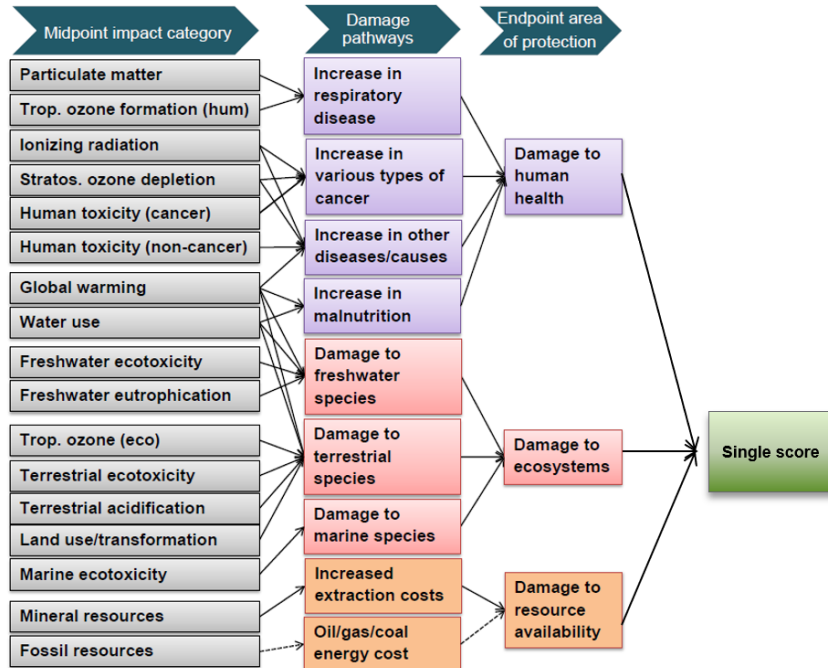 Midpoint impact category
Damage
pathways
Endpoint area
of protection
Particulate matter
Trop. ozone formation (hum)
Ionizing radiation
Stratos. ozone depletion
Human toxicity (cancer)
Human toxicity (non-cancer)
Global warming
Water use
Freshwater ecotoxicity
Freshwater eutrophication
Trop. ozone (eco)
Terrestrial ecotoxicity
Terrestrial acidification
Land use/transformation
Marine ecotoxicity
Mineral resources
Fossil resources
Increase in
respiratory
disease
Increase in
various types of
cancer
Increase in other
diseases/causes
Increase in
malnutrition
Damage to
freshwater
species
Damage to
terrestrial
species
Damage to
marine species
Increased
extraction costs
Oil/gas/coal
energy cost
Damage to
human
health
Damage to
ecosystems
Damage to
resource
availability
Single score